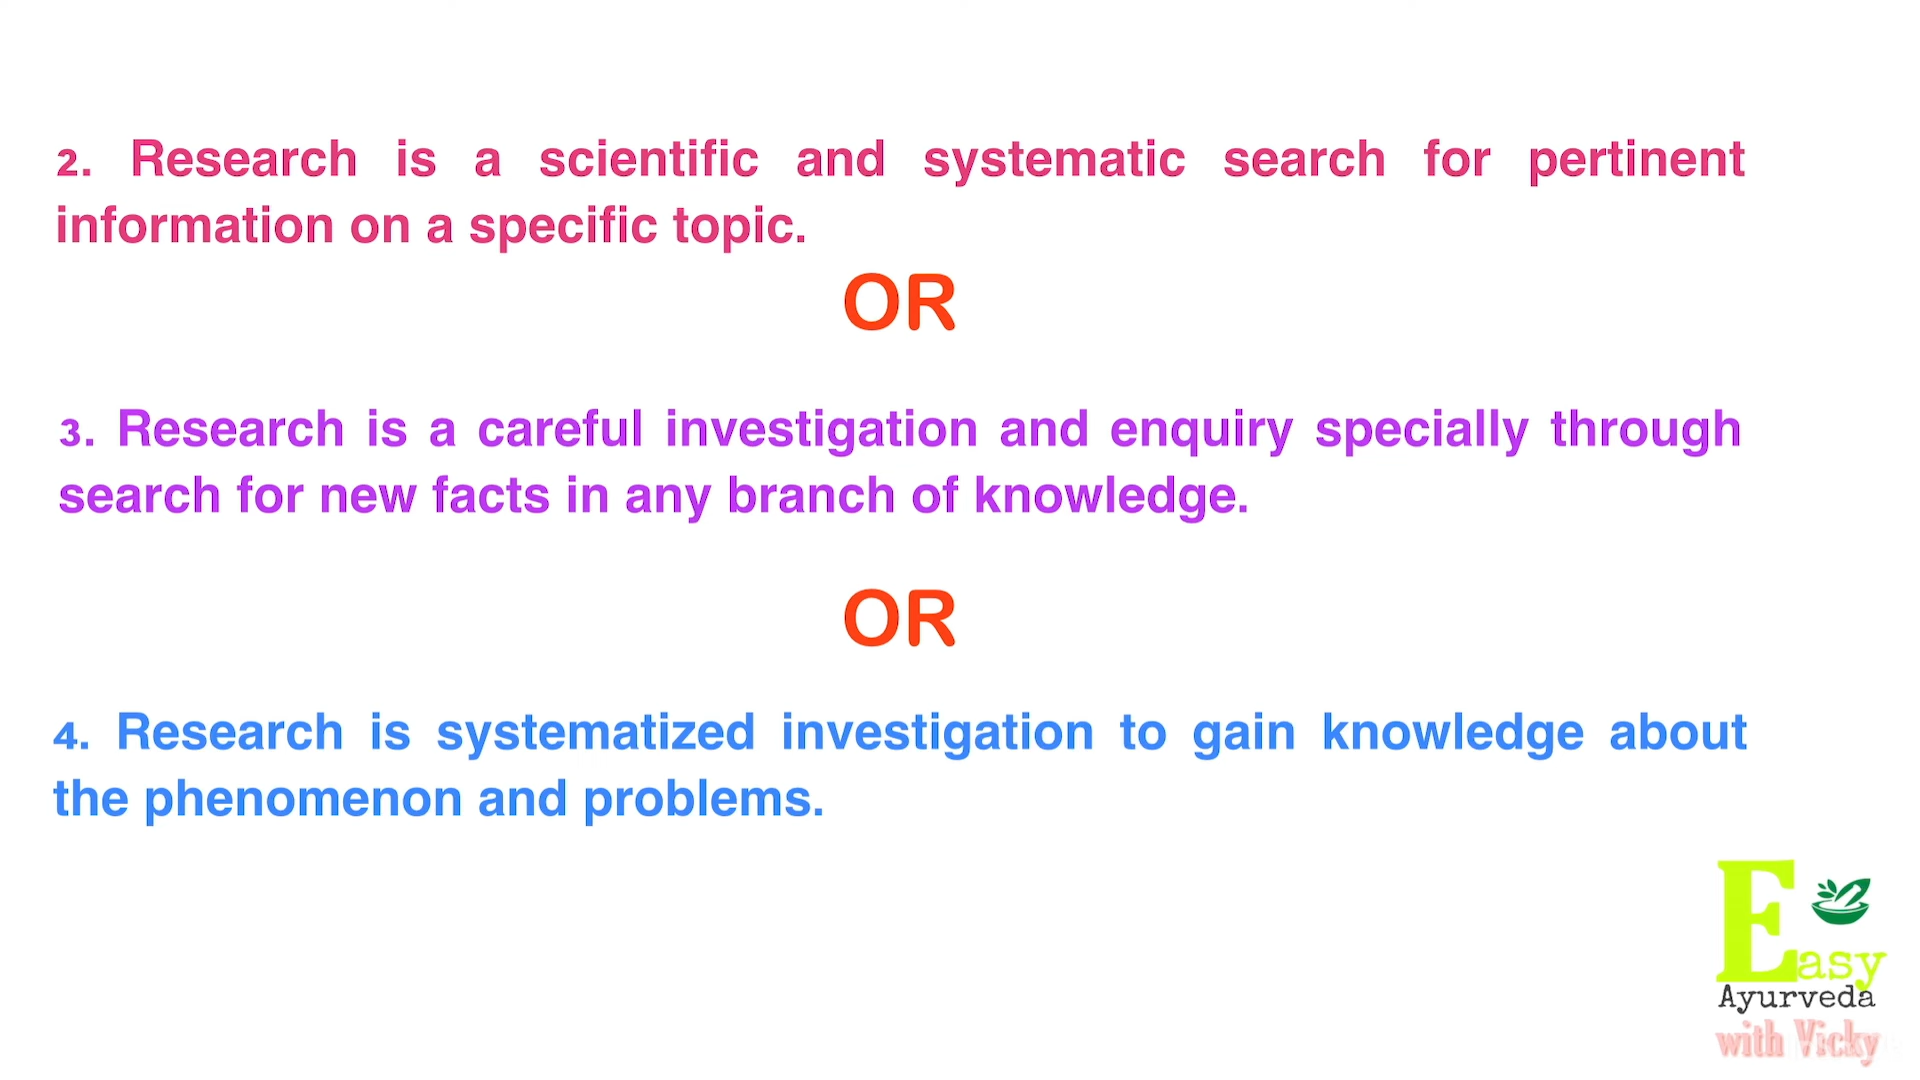 2. Research is a scientific and systematic search for pertinent
information on a specific topic.
OR
3. Research is a careful investigation and enquiry specially through
search for new facts in any branch of knowledge.
OR
4. Research is systematized investigation to gain knowledge about
the phenomenon and problems.
Easy
Ayurveda
with Vicky